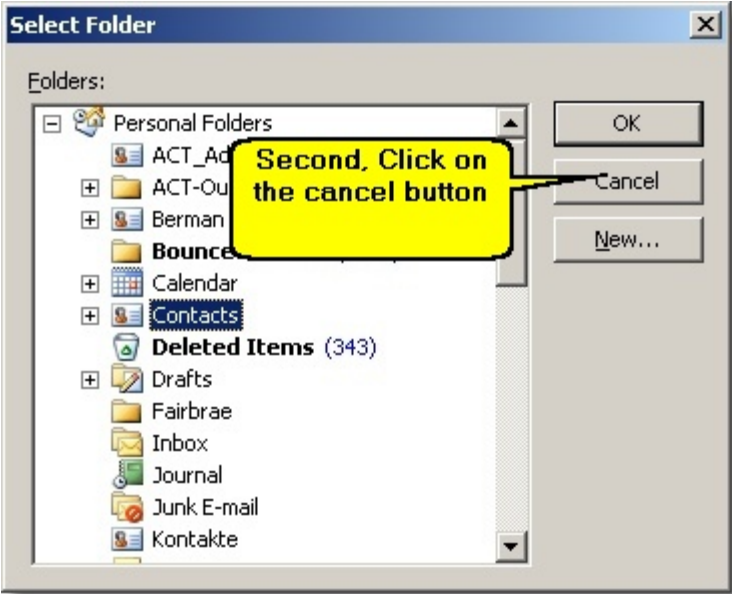 Select Folder
Folders:
Personal Folders
OK
ACT_Ad
Second, Click on
the cancel button
ACT-Ou
Cancel
Berman
New...
Bounce
Calendar
Contacts
Deleted Items (343)
Drafts
Fairbrae
Inbox
Journal
Junk E-mail
Kontakte